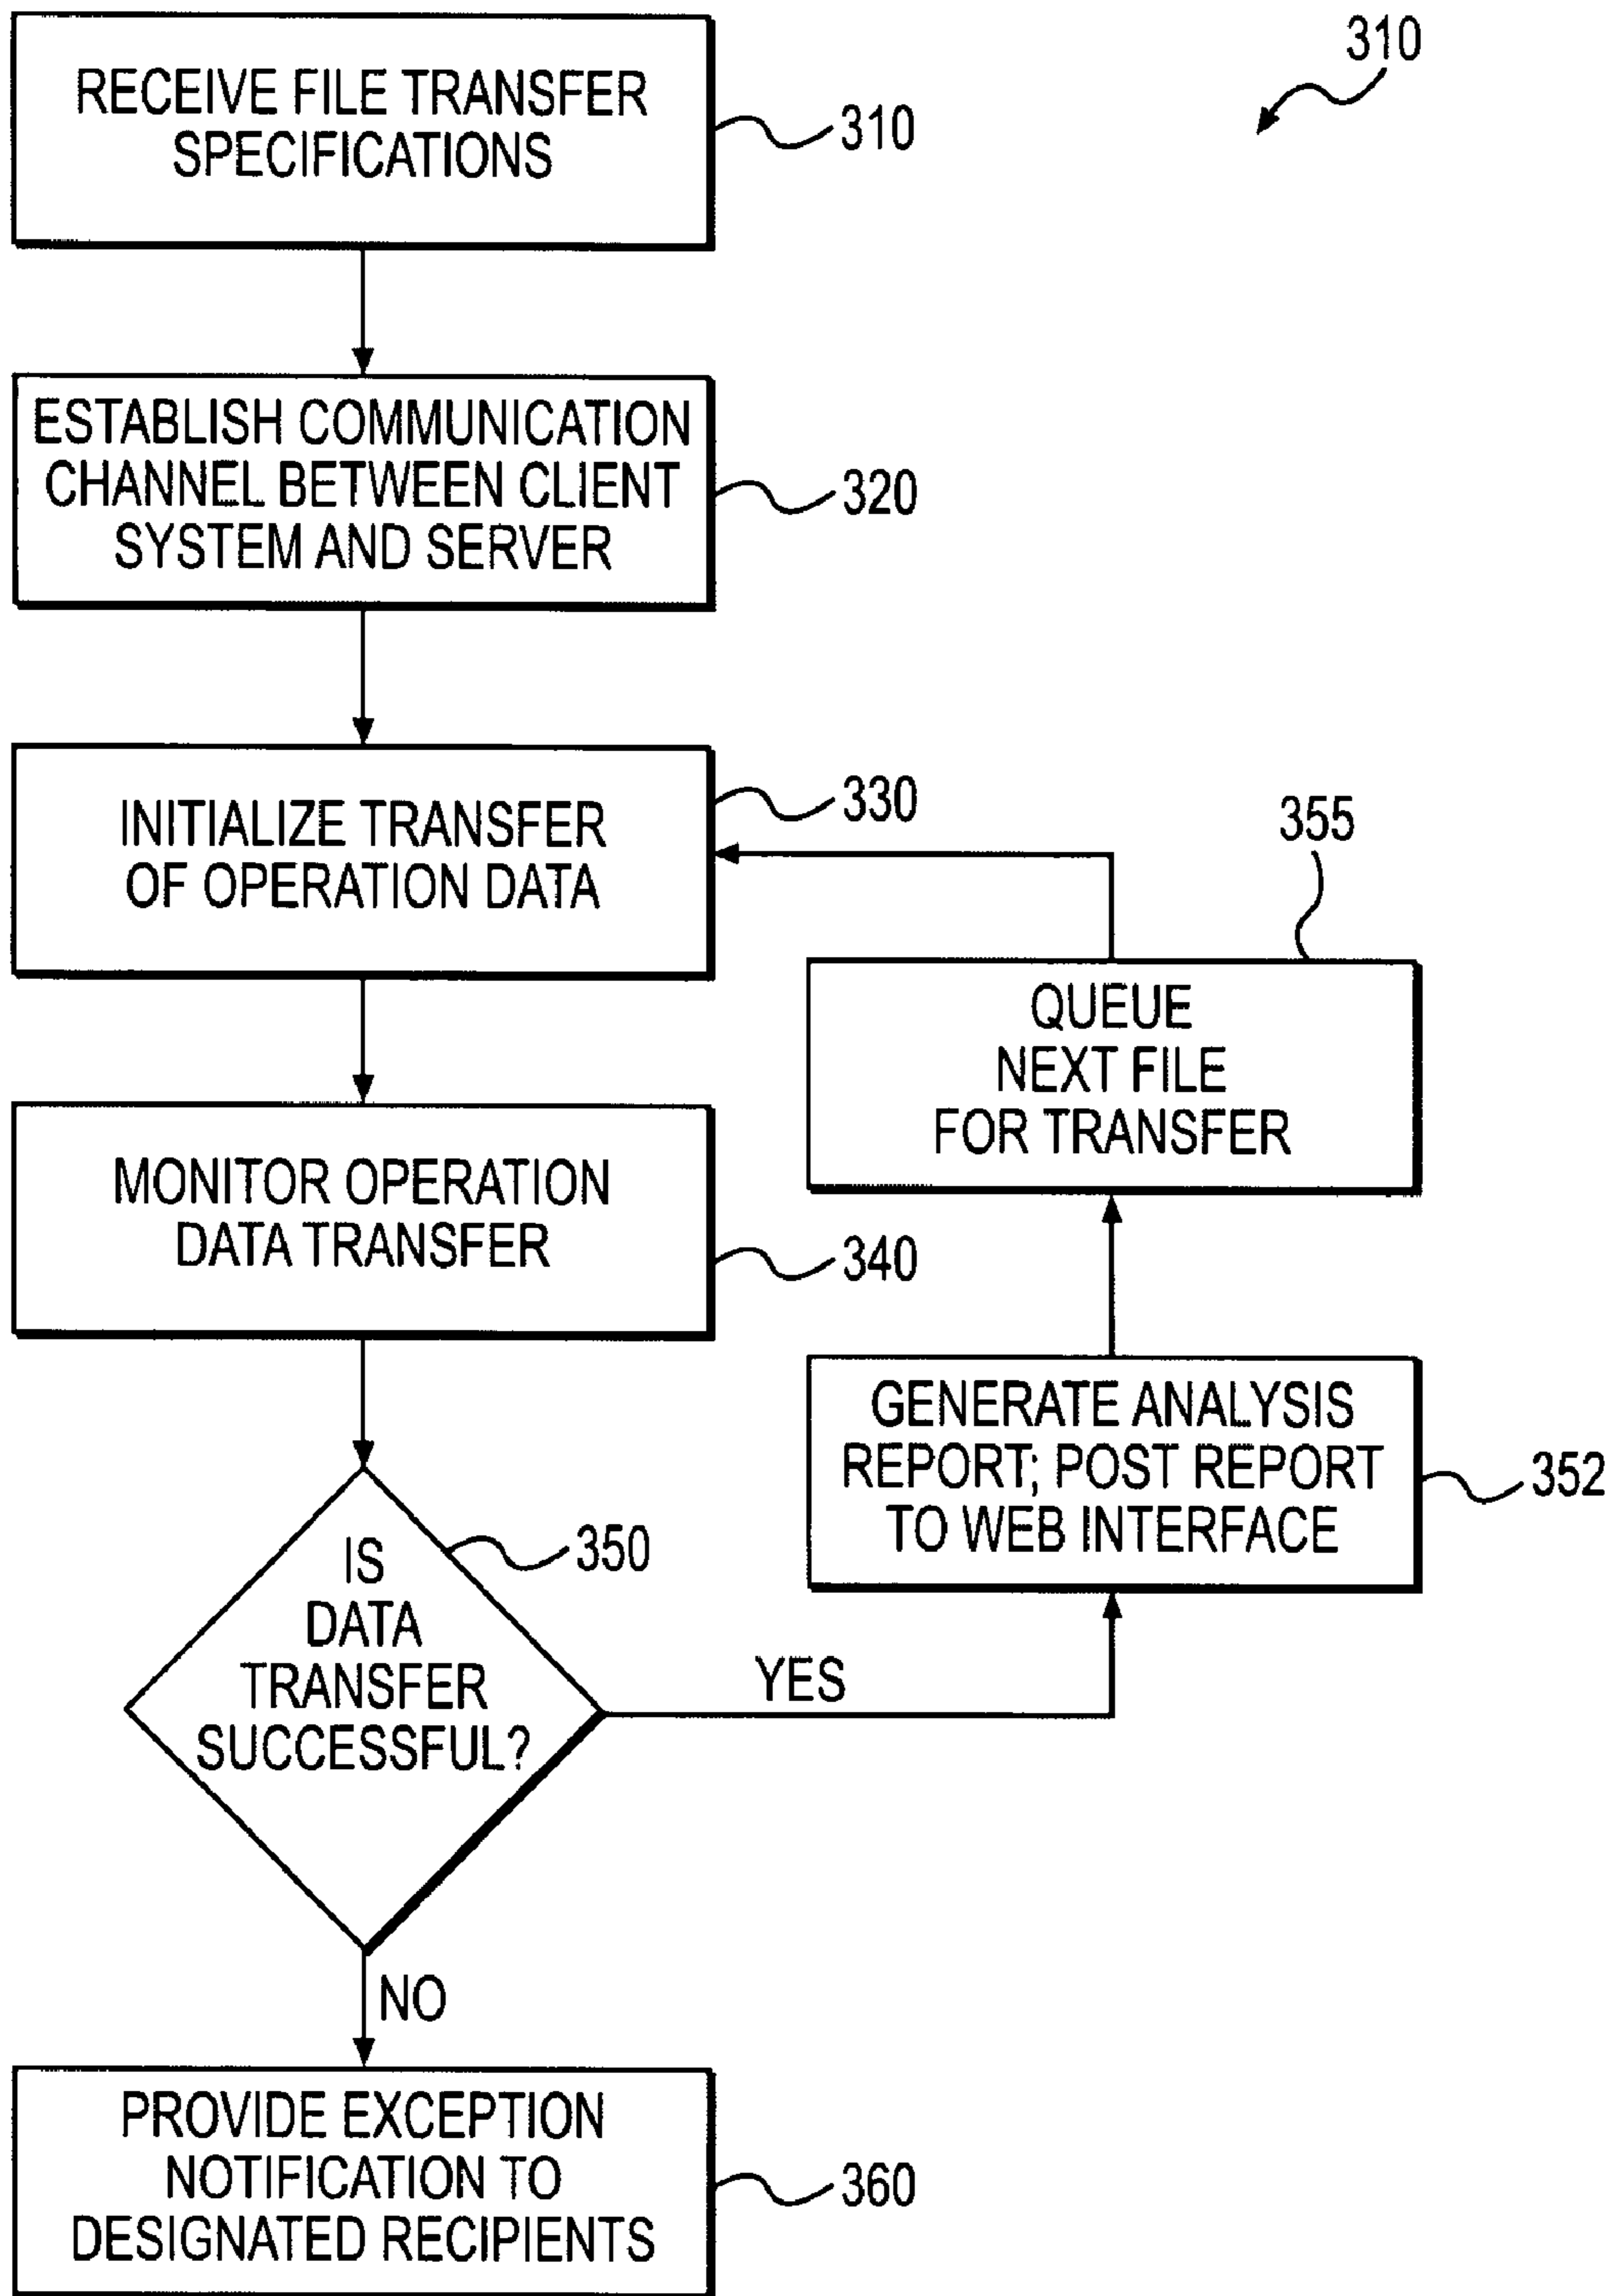 310
RECEIVE FILE TRANSFER
SPECIFICATIONS
310
ESTABLISH COMMUNICATION
CHANNEL BETWEEN CLIENT
SYSTEM AND SERVER
320
INITIALIZE TRANSFER
OF OPERATION DATA
330
355
QUEUE
NEXT FILE
FOR TRANSFER
MONITOR OPERATION
DATA TRANSFER
340
GENERATE ANALYSIS
REPORT; POST REPORT
TO WEB INTERFACE
352
IS
DATA
TRANSFER
SUCCESSFUL?
350
YES
NO
PROVIDE EXCEPTION
NOTIFICATION TO
DESIGNATED RECIPIENTS
360